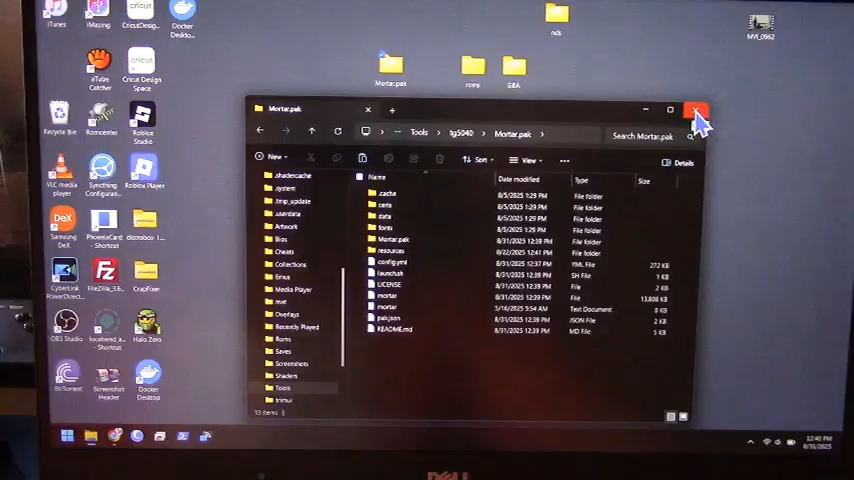 iTunes
iMazing
CricutDesign...
Docker
Deskto...
nds
MVI_0962
aTube
Catcher
Cricut
Design
Space
Mortar.pak
roms
GBA
Mortar.pak
Tools
tg5040
Mortar.pak
Search Mortar.pak
New
Sort
View
Details
Name
Date modified
Type
Size
.shadercache
.system
.tmp_update
.userdata
Artwork
Bios
Cheats
Collections
Emus
Media Player
mat
Overlays
Recently Played
Roms
Saves
Screenshots
Shaders
Tools
trimui
.cache 8/5/2025 1:29 PM File folder
certs 8/5/2025 1:29 PM File folder
data 8/5/2025 1:29 PM File folder
fonts 8/5/2025 1:29 PM File folder
Mortar.pak 8/31/2025 12:39 PM File folder
resources 8/22/2025 12:41 PM File folder
config.yml 8/31/2025 12:37 PM YML File 272 KB
launch.sh 8/31/2025 12:39 PM SH File 1 KB
LICENSE 8/31/2025 12:39 PM File 2 KB
mortar 8/31/2025 12:39 PM File 13,808 KB
mortar 5/16/2025 5:54 AM Text Document 0 KB
pak.json 8/31/2025 12:39 PM JSON File 2 KB
README.md 8/31/2025 12:39 PM MD File 5 KB
13 items
Recycle Bin
Romcenter
Roblox
Studio
VLC media
player
Syncthing
Configurati...
Roblox Player
Samsung
DeX
PhoenixCard
- Shortcut
distrobox-1...
CyberLink
PowerDirect...
FileZilla_3.6...
CrapFixer
OBS Studio
localsend_a...
- Shortcut
Halo Zero
BitTorrent
Screenshot
Header
Docker
Desktop
12:40 PM
8/31/2025
DELL